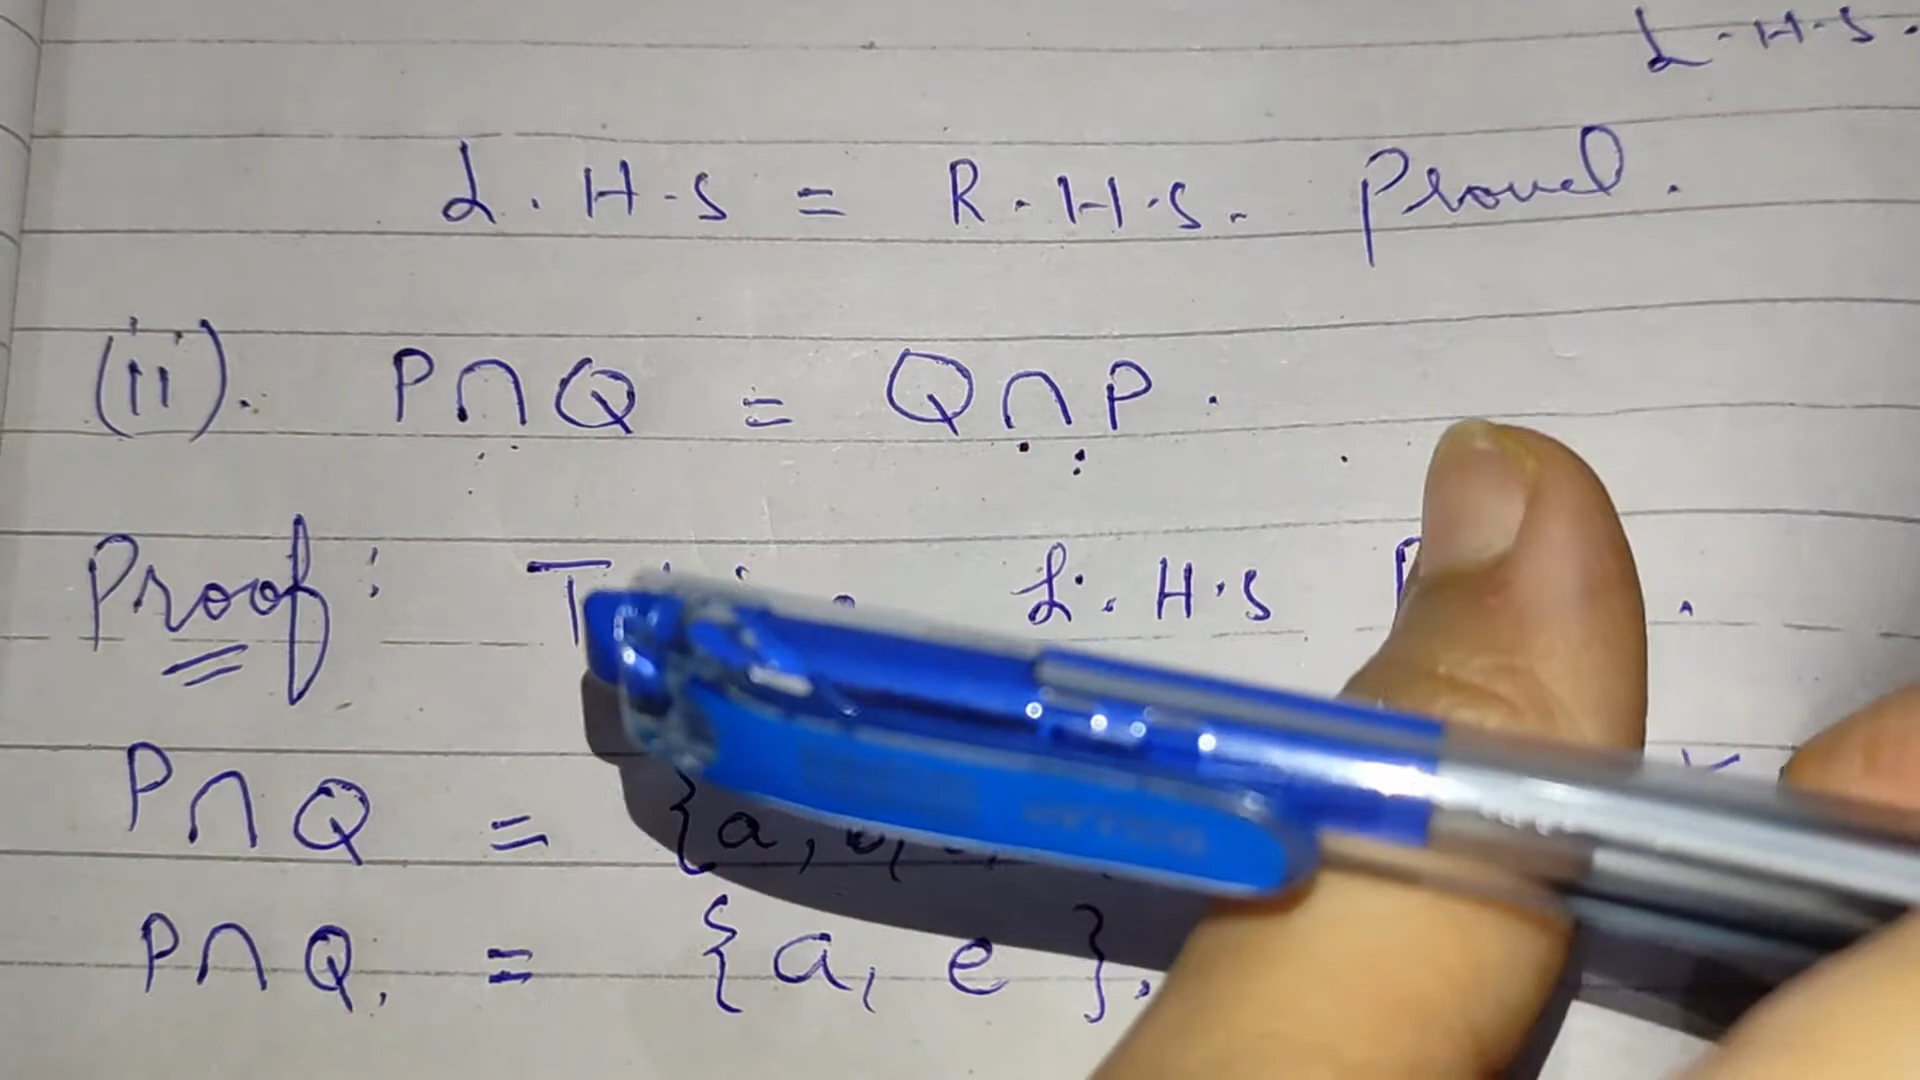 L.H.S.
L.H.S = R.H.S. Proved.
(ii). P∩Q = Q∩P.
Proof: L.H.S
P∩Q = {a,
P∩Q = {a, e}.